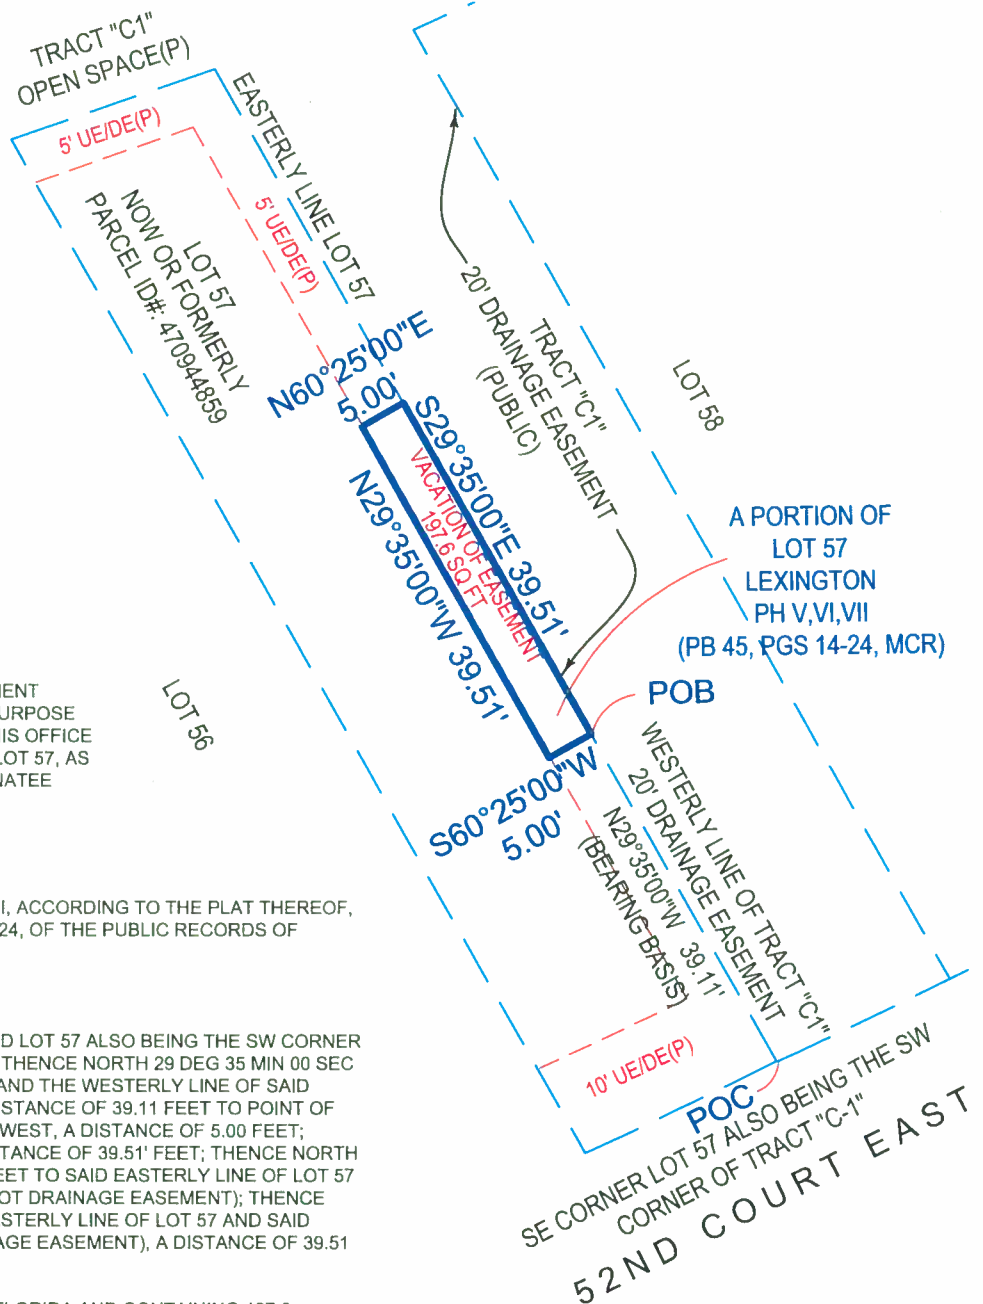 TRACT "C1"
OPEN SPACE(P)
5' UE/DE(P)
EASTERLY LINE LOT 57
5' UE/DE(P)
LOT 57
NOW OR FORMERLY
PARCEL ID#: 470944859
TRACT "C1"
20' DRAINAGE EASEMENT
(PUBLIC)
LOT 58
N60°25'00"E
5.00'
S29°35'00"E 39.51'
VACATION OF EASEMENT
197.6 SQ FT
N29°35'00"W 39.51'
A PORTION OF
LOT 57
LEXINGTON
PH V,VI,VII
(PB 45, PGS 14-24, MCR)
POB
LOT 56
S60°25'00"W
5.00'
WESTERLY LINE OF TRACT "C1"
20' DRAINAGE EASEMENT
N29°35'00"W 39.11'
(BEARING BASIS)
10' UE/DE(P)
POC
SE CORNER LOT 57 ALSO BEING THE SW
CORNER OF TRACT "C-1"
52ND COURT EAST
MENT
URPOSE
IS OFFICE
LOT 57, AS
NATEE
I, ACCORDING TO THE PLAT THEREOF,
24, OF THE PUBLIC RECORDS OF
D LOT 57 ALSO BEING THE SW CORNER
THENCE NORTH 29 DEG 35 MIN 00 SEC
AND THE WESTERLY LINE OF SAID
ISTANCE OF 39.11 FEET TO POINT OF
WEST, A DISTANCE OF 5.00 FEET;
TANCE OF 39.51' FEET; THENCE NORTH
EET TO SAID EASTERLY LINE OF LOT 57
OT DRAINAGE EASEMENT); THENCE
STERLY LINE OF LOT 57 AND SAID
AGE EASEMENT), A DISTANCE OF 39.51